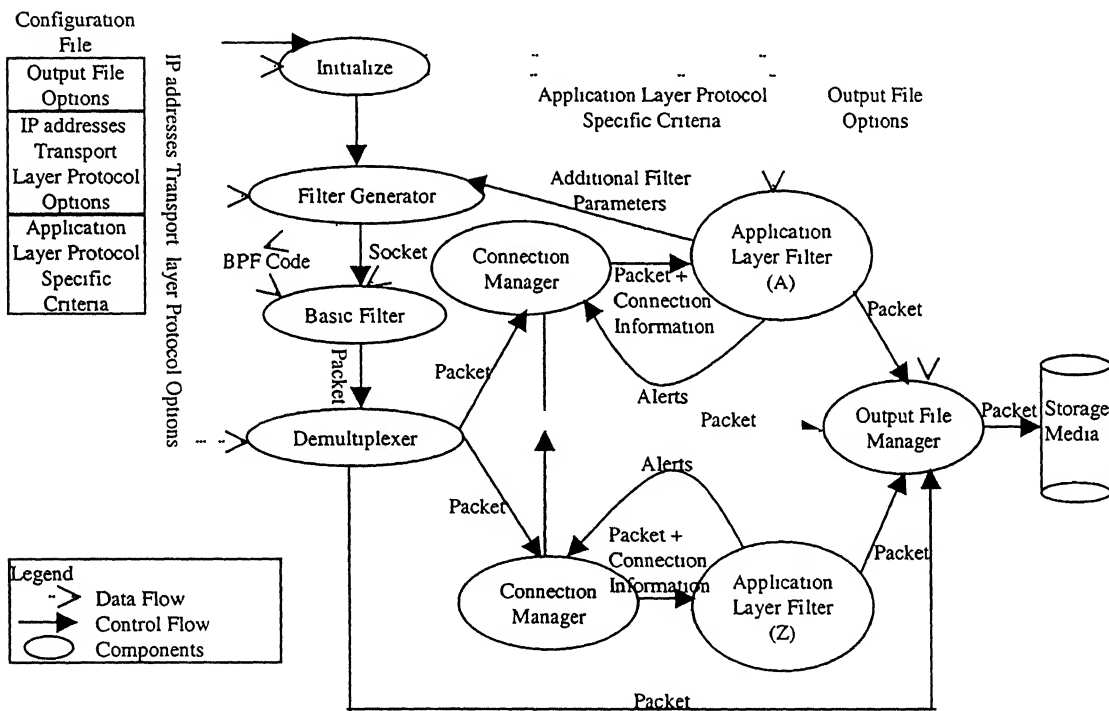 Configuration
File
Output File
Options
IP addresses
Transport
Layer Protocol
Options
Application
Layer Protocol
Specific
Criteria
IP addresses Transport layer Protocol Options
Initialize
Application Layer Protocol
Specific Criteria
Output File
Options
Filter Generator
Additional Filter
Parameters
BPF Code
Socket
Connection
Manager
Packet +
Connection
Information
Application
Layer Filter
(A)
Basic Filter
Packet
Packet
Packet
Alerts
Demultiplexer
Packet
Output File
Manager
Packet
Storage
Media
Alerts
Packet
Packet +
Connection
Information
Packet
Connection
Manager
Application
Layer Filter
(Z)
Packet
Legend
Data Flow
Control Flow
Components